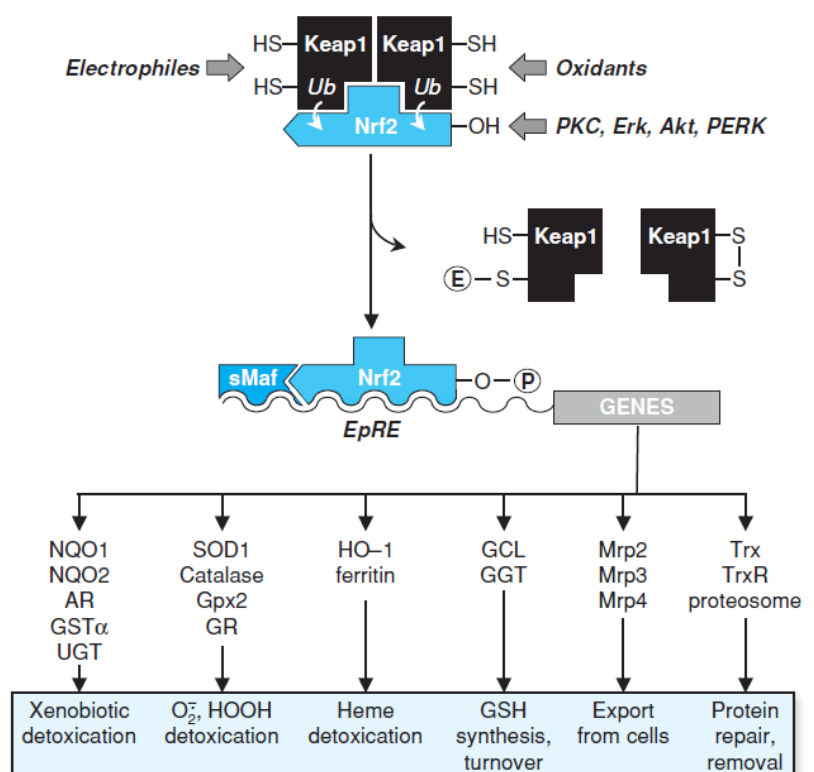 HS Keap1 Keap1 SH
Electrophiles Oxidants
HS Ub Ub SH
Nrf2 OH PKC, Erk, Akt, PERK
HS Keap1 Keap1 S
E S S
sMaf Nrf2 O P
EpRE GENES
NQO1 SOD1 HO–1 GCL Mrp2 Trx
NQO2 Catalase ferritin GGT Mrp3 TrxR
AR Gpx2 Mrp4 proteosome
GSTα GR
UGT
Xenobiotic O₂⁻, HOOH Heme GSH Export Protein
detoxication detoxication detoxication synthesis, from cells repair,
turnover removal